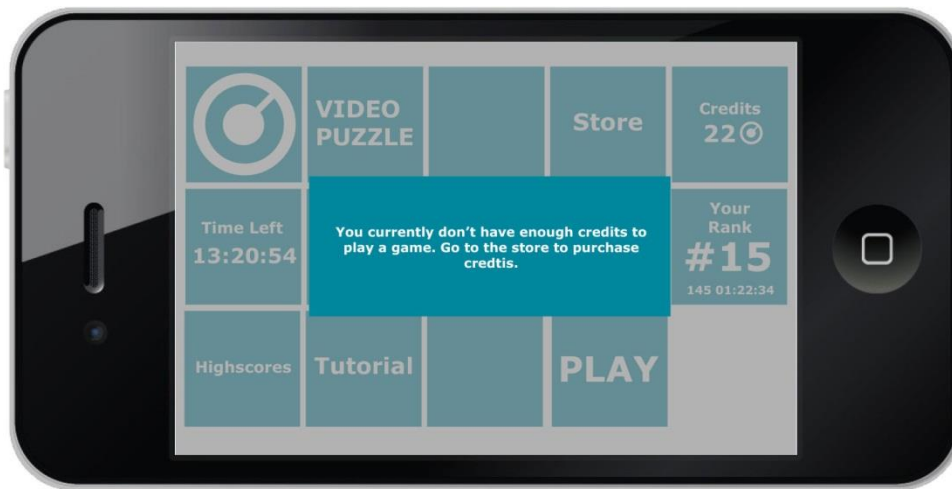 VIDEO
PUZZLE
Store
Credits
22
Time Left
13:20:54
You currently don’t have enough credits to
play a game. Go to the store to purchase
credtis.
Your
Rank
#15
145 01:22:34
Highscores
Tutorial
PLAY